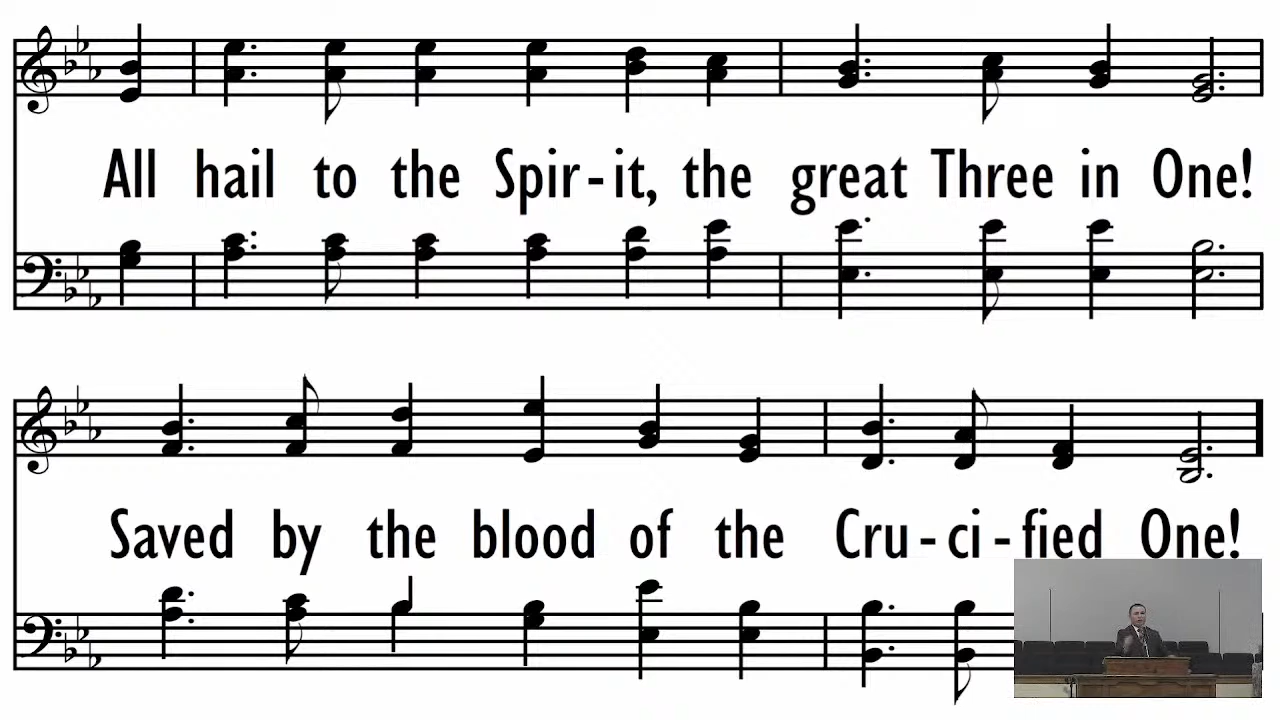 All hail to the Spir-it, the great Three in One!
Saved by the blood of the Cru-ci-fied One!